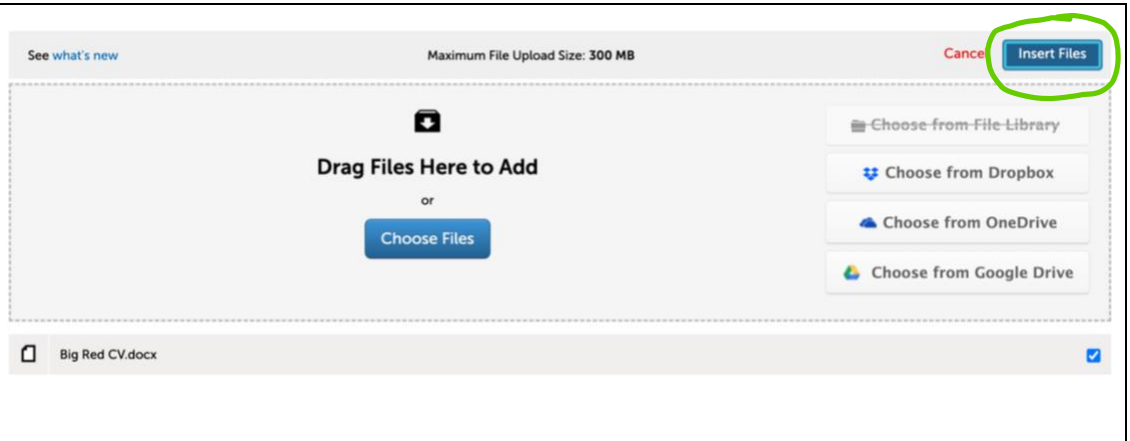 See what's new
Maximum File Upload Size: 300 MB
Cance
Insert Files
Drag Files Here to Add
or
Choose Files
Choose from File Library
Choose from Dropbox
Choose from OneDrive
Choose from Google Drive
Big Red CV.docx